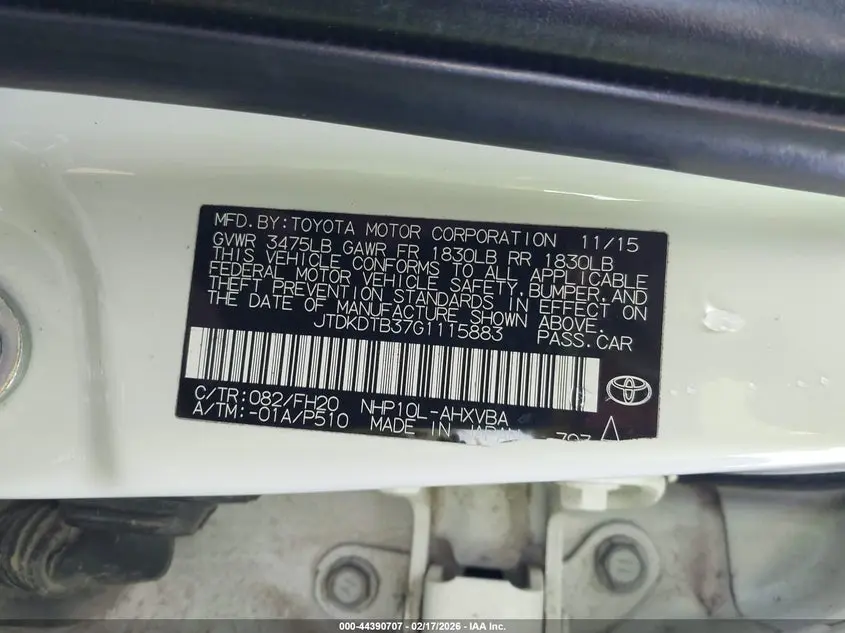 MFD. BY: TOYOTA MOTOR CORPORATION 11/15
GVWR 3475LB GAWR FR 1830LB RR 1830LB
THIS VEHICLE CONFORMS TO ALL APPLICABLE
FEDERAL MOTOR VEHICLE SAFETY, BUMPER, AND
THEFT PREVENTION STANDARDS IN EFFECT ON
THE DATE OF MANUFACTURE SHOWN ABOVE.
JTDKDTB37G1115883 PASS. CAR
C/TR: 082/FH20 NHP10L-AHXVBA
A/TM: -01A/P510 MADE IN JAPAN
000-44390707 - 02/17/2026 - IAA Inc.